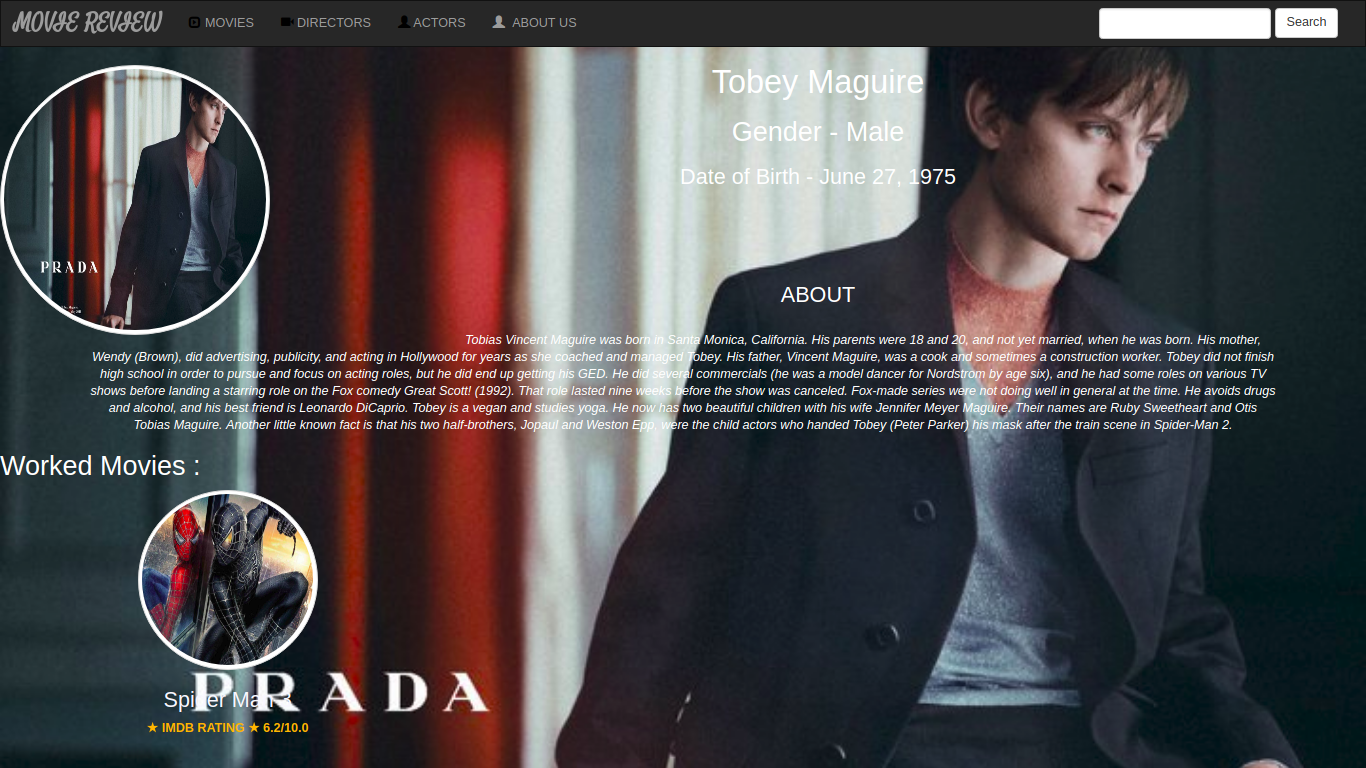 MOVIE REVIEW MOVIES DIRECTORS ACTORS ABOUT US Search
Tobey Maguire
Gender - Male
Date of Birth - June 27, 1975
PRADA
ABOUT
Tobias Vincent Maguire was born in Santa Monica, California. His parents were 18 and 20, and not yet married, when he was born. His mother,
Wendy (Brown), did advertising, publicity, and acting in Hollywood for years as she coached and managed Tobey. His father, Vincent Maguire, was a cook and sometimes a construction worker. Tobey did not finish
high school in order to pursue and focus on acting roles, but he did end up getting his GED. He did several commercials (he was a model dancer for Nordstrom by age six), and he had some roles on various TV
shows before landing a starring role on the Fox comedy Great Scott! (1992). That role lasted nine weeks before the show was canceled. Fox-made series were not doing well in general at the time. He avoids drugs
and alcohol, and his best friend is Leonardo DiCaprio. Tobey is a vegan and studies yoga. He now has two beautiful children with his wife Jennifer Meyer Maguire. Their names are Ruby Sweetheart and Otis
Tobias Maguire. Another little known fact is that his two half-brothers, Jopaul and Weston Epp, were the child actors who handed Tobey (Peter Parker) his mask after the train scene in Spider-Man 2.
Worked Movies :
PRADA
Spider Man 3
★ IMDB RATING ★ 6.2/10.0